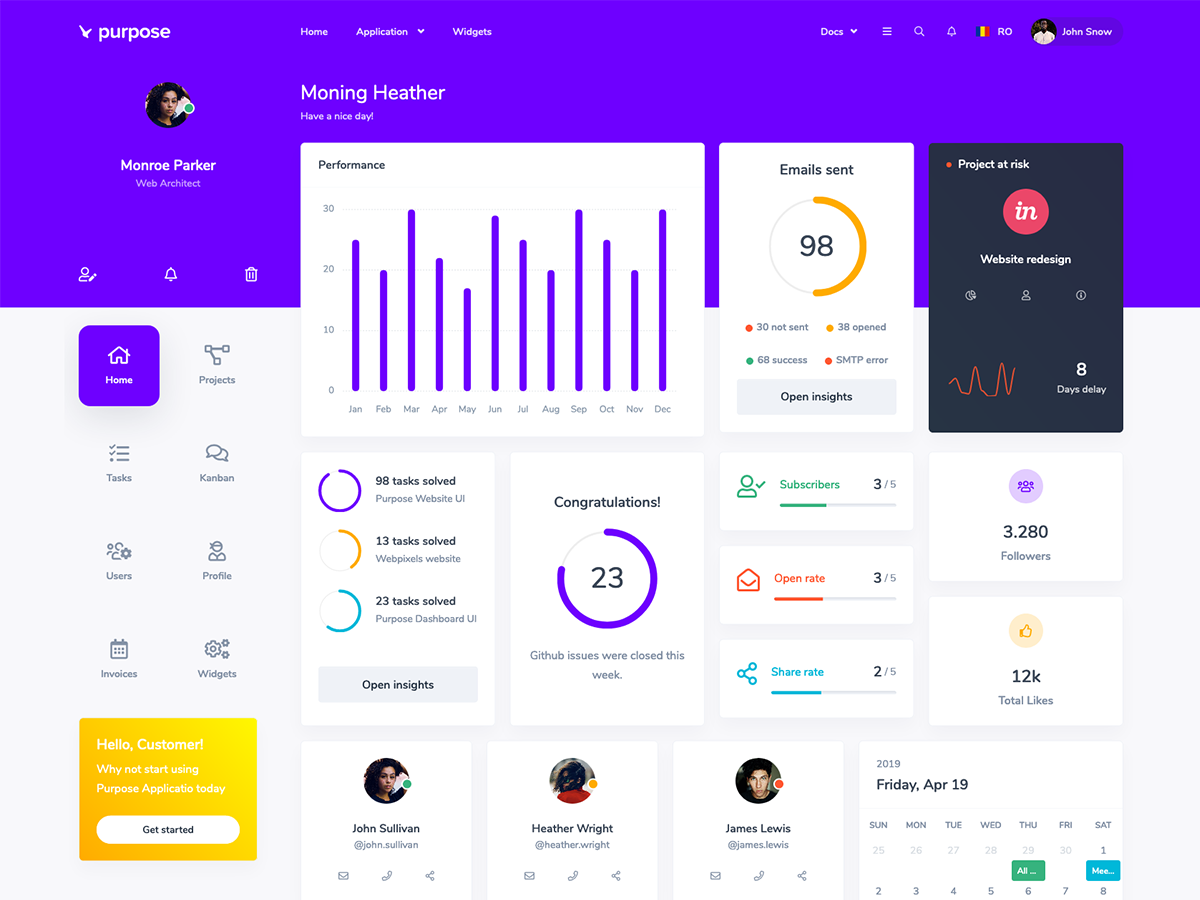 purpose
Home
Application
Widgets
Docs
RO
John Snow
Monroe Parker
Web Architect
Moning Heather
Have a nice day!
Home
Projects
Tasks
Kanban
Users
Profile
Invoices
Widgets
Hello, Customer!
Why not start using
Purpose Applicatio today
Get started
Performance
30
20
10
0
Jan Feb Mar Apr May Jun Jul Aug Sep Oct Nov Dec
Emails sent
98
30 not sent
38 opened
68 success
SMTP error
Open insights
Project at risk
in
Website redesign
8
Days delay
98 tasks solved
Purpose Website UI
13 tasks solved
Webpixels website
23 tasks solved
Purpose Dashboard UI
Open insights
Congratulations!
23
Github issues were closed this
week.
Subscribers
3 / 5
Open rate
3 / 5
Share rate
2 / 5
3.280
Followers
12k
Total Likes
John Sullivan
@john.sullivan
Heather Wright
@heather.wright
James Lewis
@james.lewis
2019
Friday, Apr 19
SUN MON TUE WED THU FRI SAT
25 26 27 28 29 30 1
All ...
Mee...
2 3 4 5 6 7 8